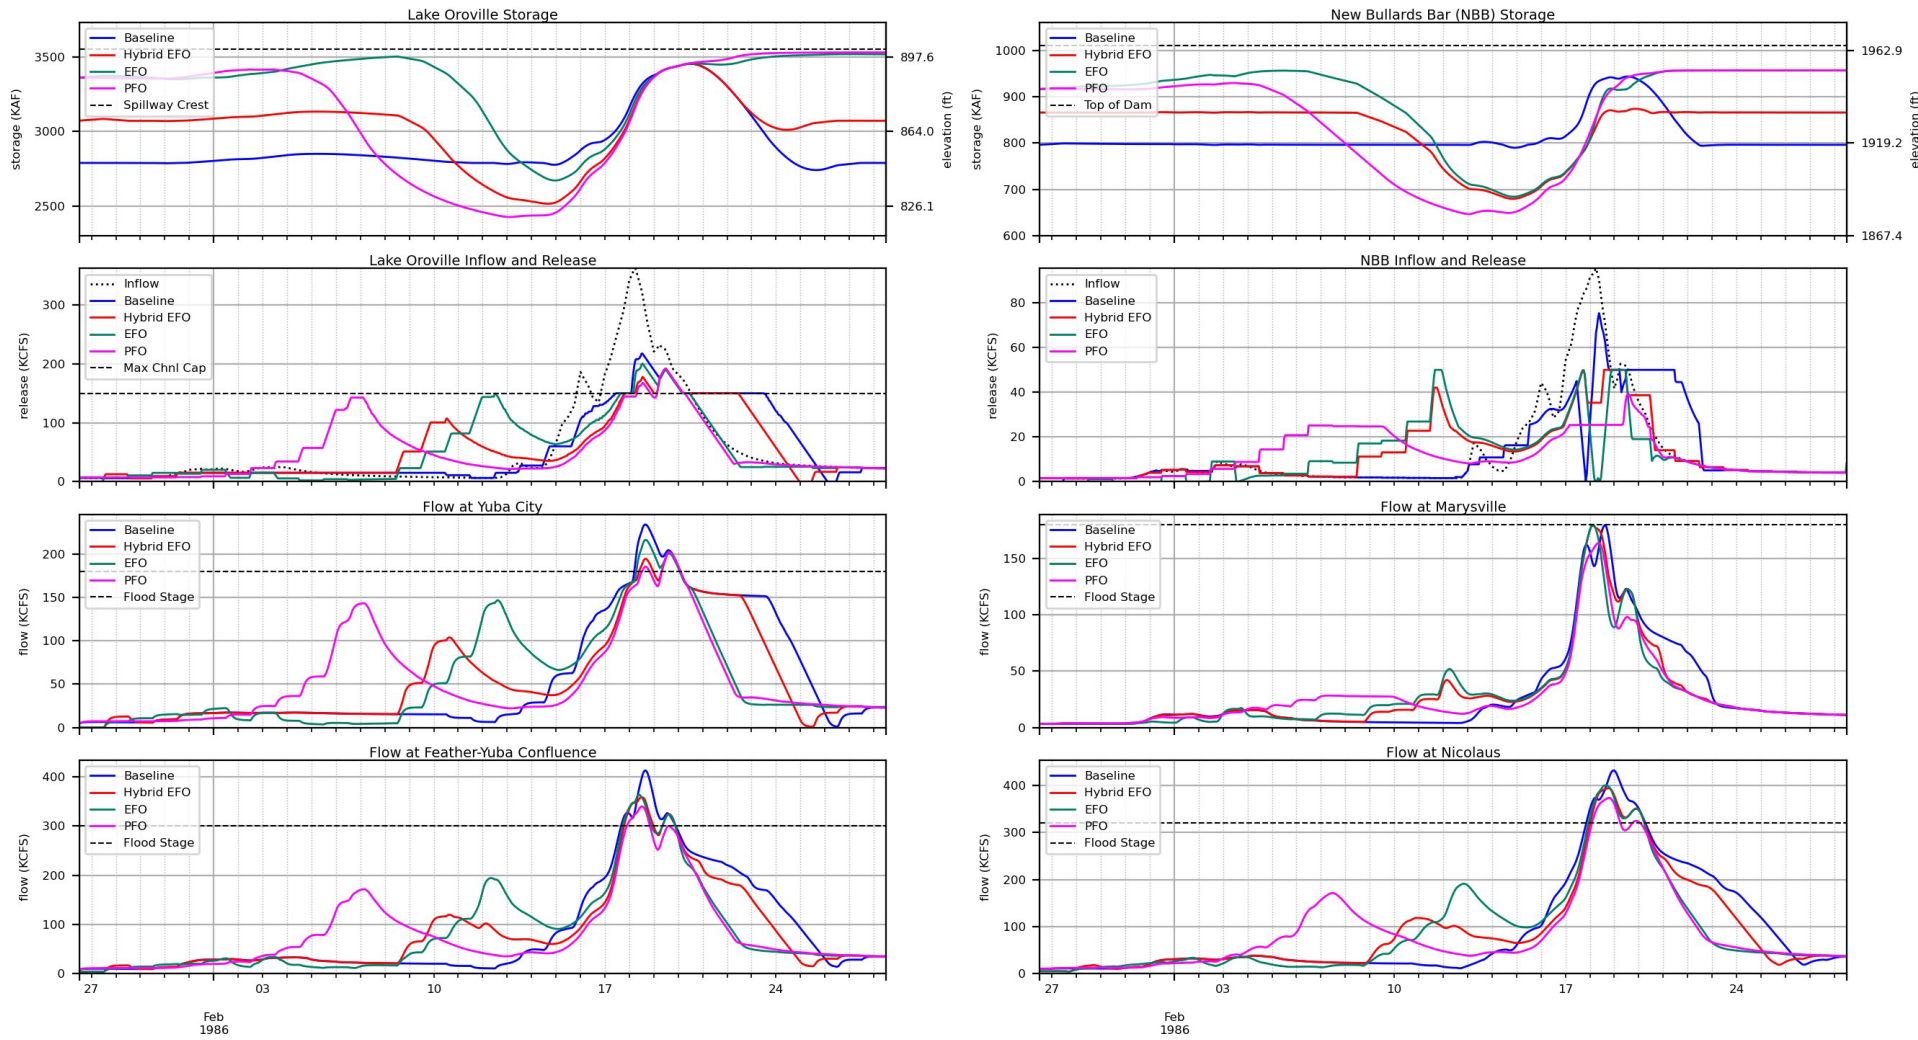 Lake Oroville Storage
Baseline
Hybrid EFO
EFO
PFO
Spillway Crest
3500
3000
2500
storage (KAF)
897.6
864.0
826.1
elevation (ft)
New Bullards Bar (NBB) Storage
Baseline
Hybrid EFO
EFO
PFO
Top of Dam
1000
900
800
700
600
storage (KAF)
1962.9
1919.2
1867.4
elevation (ft)
Lake Oroville Inflow and Release
Inflow
Baseline
Hybrid EFO
EFO
PFO
Max Chnl Cap
300
200
100
0
release (KCFS)
NBB Inflow and Release
Inflow
Baseline
Hybrid EFO
EFO
PFO
80
60
40
20
0
release (KCFS)
Flow at Yuba City
Baseline
Hybrid EFO
EFO
PFO
Flood Stage
200
150
100
50
0
flow (KCFS)
Flow at Marysville
Baseline
Hybrid EFO
EFO
PFO
Flood Stage
150
100
50
0
flow (KCFS)
Flow at Feather-Yuba Confluence
Baseline
Hybrid EFO
EFO
PFO
Flood Stage
400
300
200
100
0
flow (KCFS)
27
03
10
17
24
Feb
1986
Flow at Nicolaus
Baseline
Hybrid EFO
EFO
PFO
Flood Stage
400
300
200
100
0
flow (KCFS)
27
03
10
17
24
Feb
1986